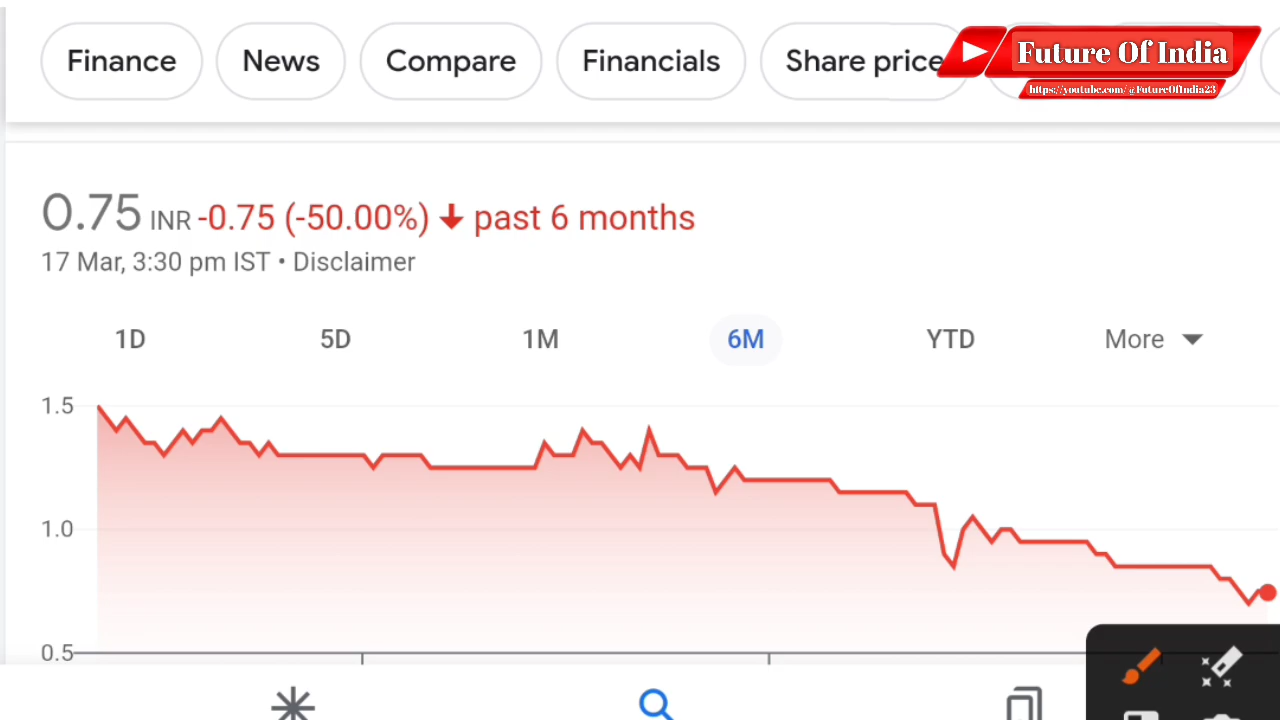 Finance News Compare Financials Share price
Future Of India
https://youtube.com/@FutureOfIndia23
0.75 INR -0.75 (-50.00%) past 6 months
17 Mar, 3:30 pm IST • Disclaimer
1D 5D 1M 6M YTD More
1.5
1.0
0.5